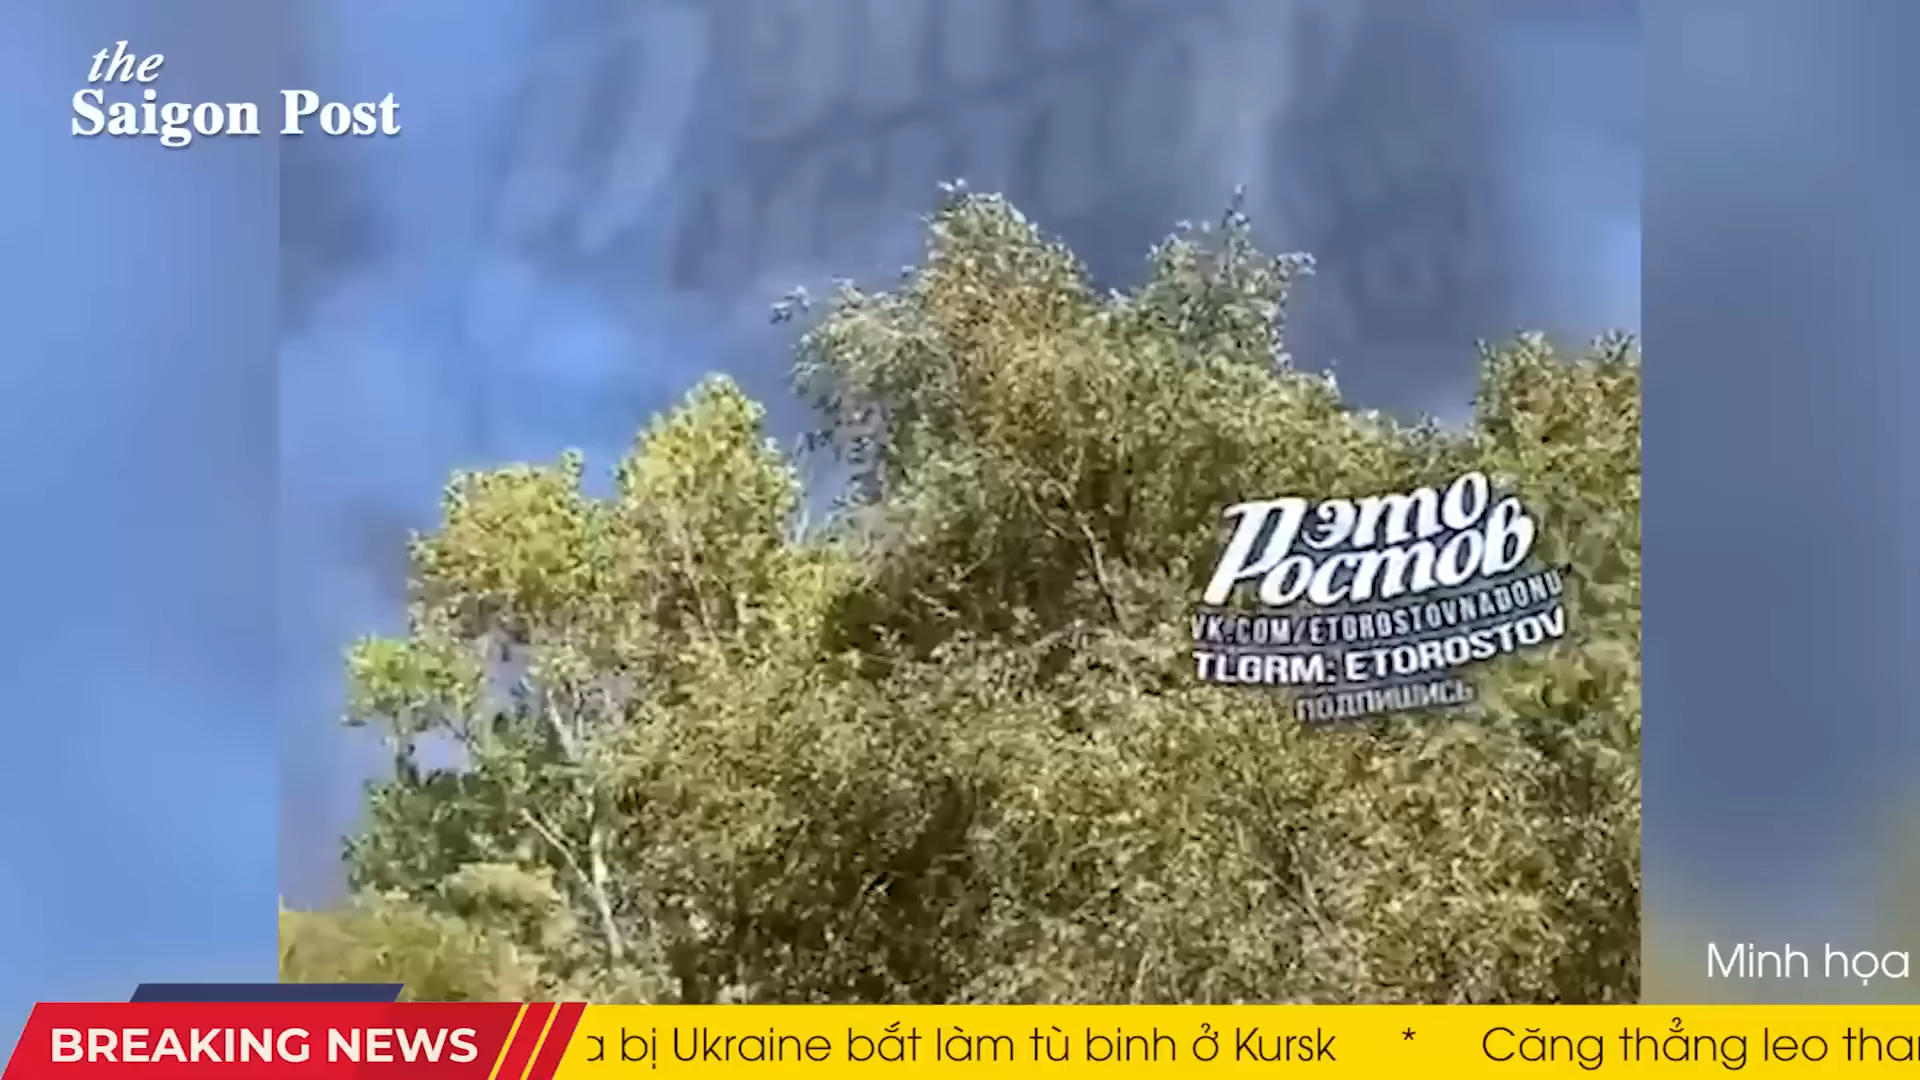 the
Saigon Post
Это
Ростов
VK.COM/ETOROSTOVNADONU
TLGRM: ETOROSTOV
ПОДПИШИСЬ
Minh họa
BREAKING NEWS
bị Ukraine bắt làm tù binh ở Kursk * Căng thẳng leo